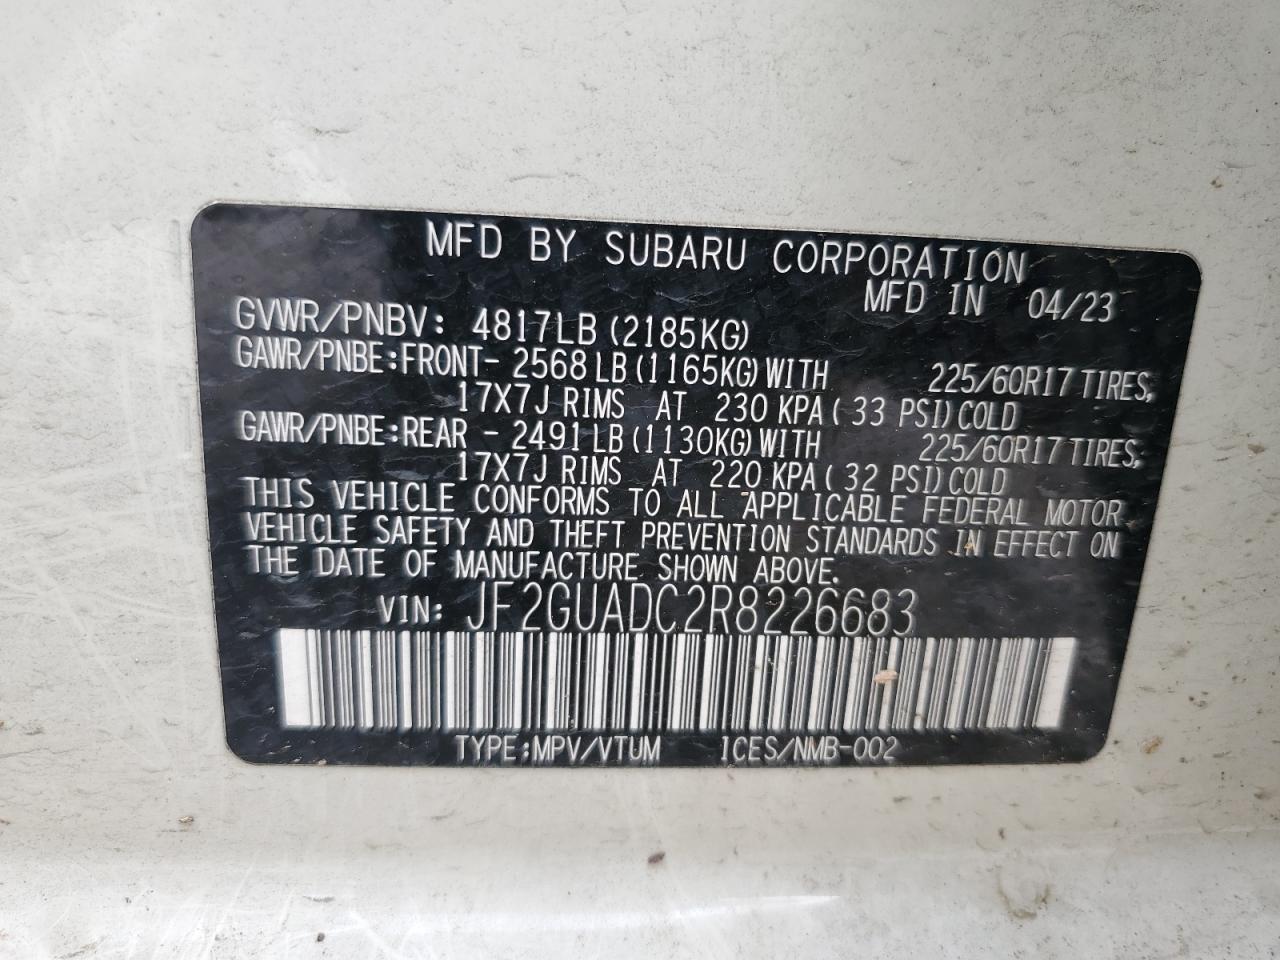 MFD BY SUBARU CORPORATION
MFD IN 04/23
GVWR/PNBV: 4817LB (2185KG)
GAWR/PNBE:FRONT- 2568 LB (1165KG) WITH 225/60R17 TIRES,
17X7J RIMS AT 230 KPA ( 33 PSI) COLD
GAWR/PNBE:REAR - 2491 LB (1130KG) WITH 225/60R17 TIRES,
17X7J RIMS AT 220 KPA ( 32 PSI) COLD
THIS VEHICLE CONFORMS TO ALL APPLICABLE FEDERAL MOTOR
VEHICLE SAFETY AND THEFT PREVENTION STANDARDS IN EFFECT ON
THE DATE OF MANUFACTURE SHOWN ABOVE.
VIN: JF2GUADC2R8226683
TYPE:MPV/VTUM ICES/NMB-002